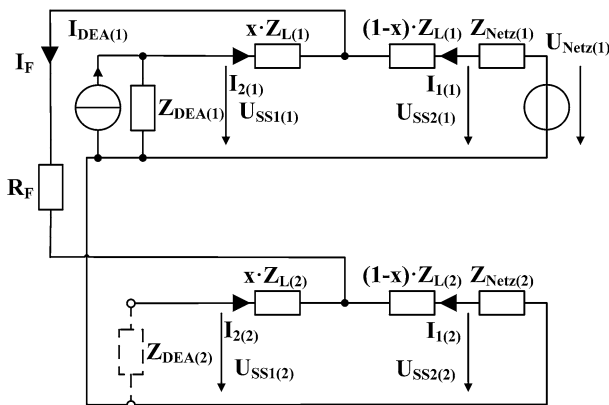 I_DEA(1)
x·Z_L(1)
(1-x)·Z_L(1)
Z_Netz(1)
U_Netz(1)
I_F
I_2(1)
I_1(1)
Z_DEA(1)
U_SS1(1)
U_SS2(1)
R_F
x·Z_L(2)
(1-x)·Z_L(2)
Z_Netz(2)
I_2(2)
I_1(2)
Z_DEA(2)
U_SS1(2)
U_SS2(2)